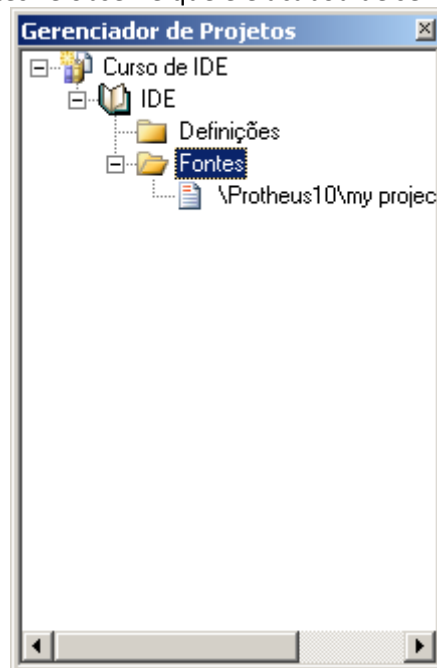 Gerenciador de Projetos
Curso de IDE
IDE
Definições
Fontes
\Protheus10\my projec